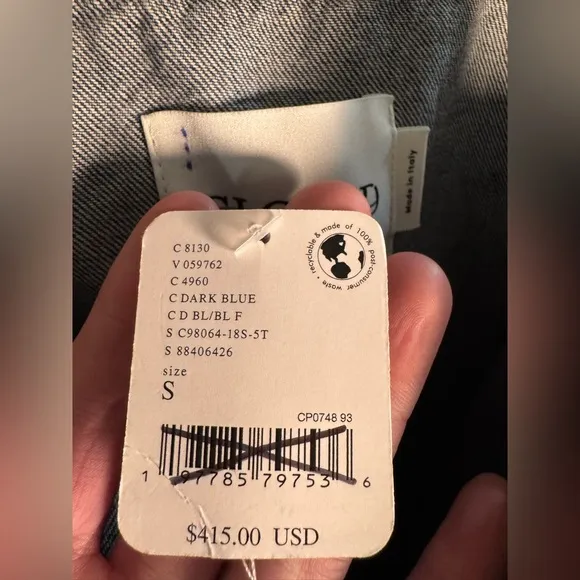 Made in Italy
recyclable & made of 100% post-consumer waste •
C 8130
V 059762
C 4960
C DARK BLUE
C D BL/BL F
S C98064-18S-5T
S 88406426
size
S
CP0748 93
1 97785 79753 6
$415.00 USD